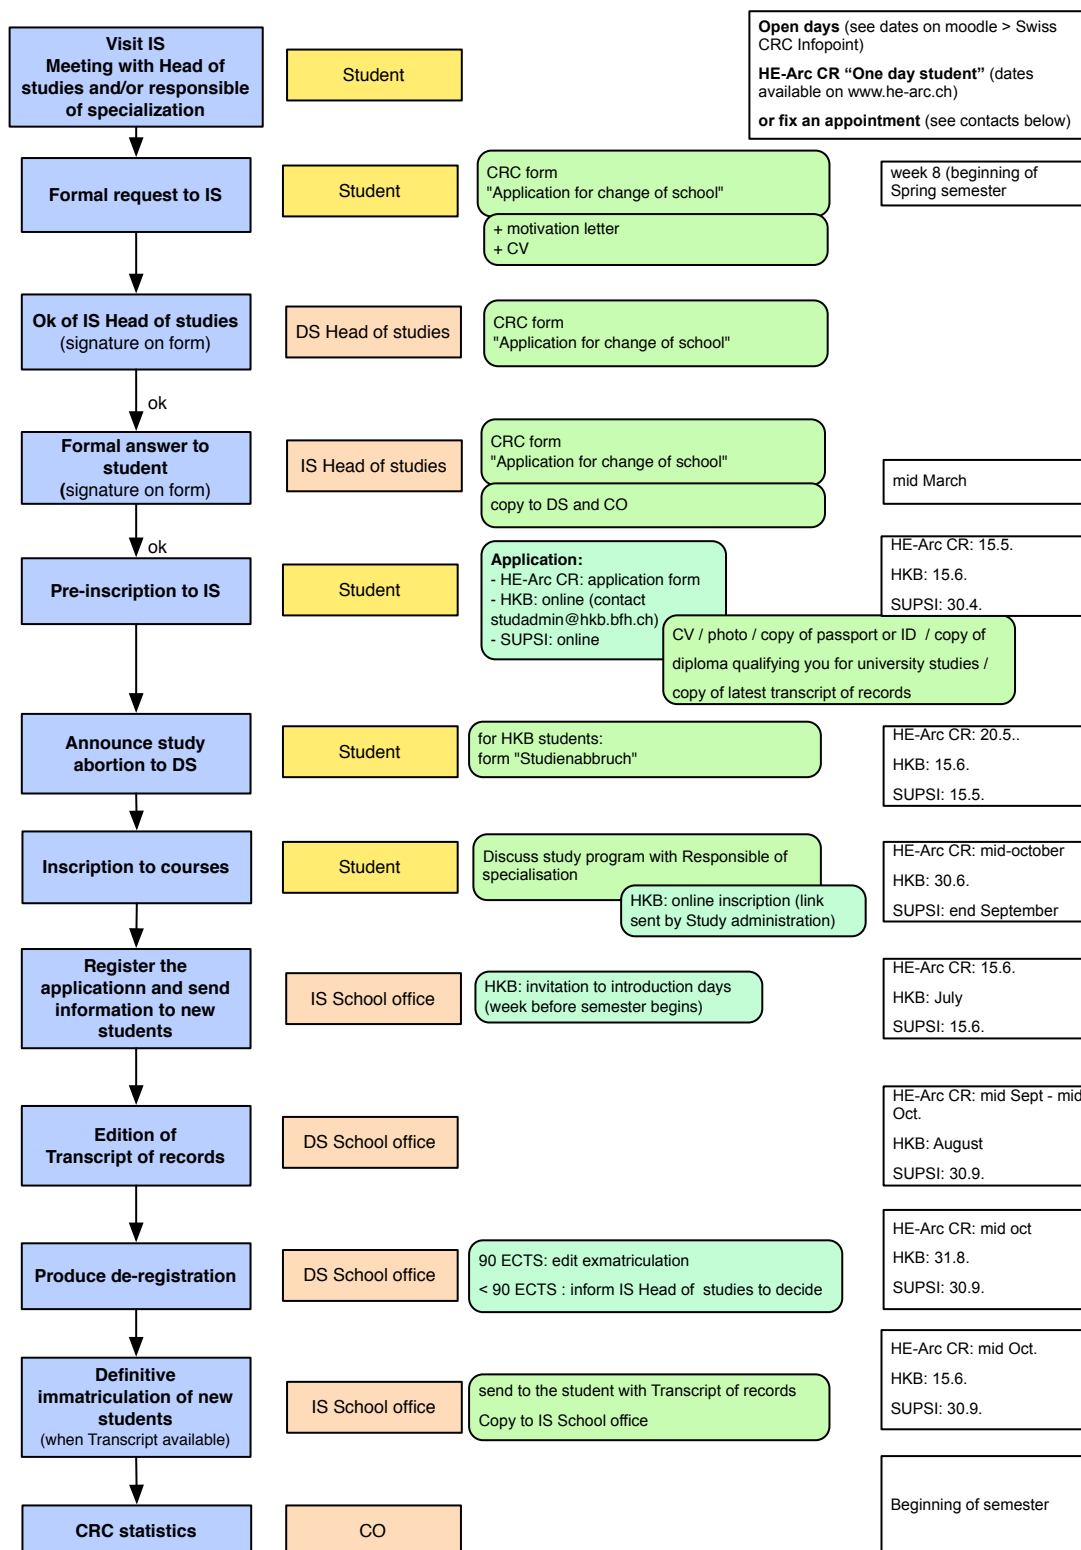 Visit IS
Meeting with Head of
studies and/or responsible
of specialization
Student
Open days (see dates on moodle > Swiss
CRC Infopoint)
HE-Arc CR “One day student” (dates
available on www.he-arc.ch)
or fix an appointment (see contacts below)
Formal request to IS
Student
CRC form
"Application for change of school"
+ motivation letter
+ CV
week 8 (beginning of
Spring semester
Ok of IS Head of studies
(signature on form)
DS Head of studies
CRC form
"Application for change of school"
ok
Formal answer to
student
(signature on form)
IS Head of studies
CRC form
"Application for change of school"
copy to DS and CO
mid March
ok
Pre-inscription to IS
Student
Application:
- HE-Arc CR: application form
- HKB: online (contact
studadmin@hkb.bfh.ch)
- SUPSI: online
CV / photo / copy of passport or ID / copy of
diploma qualifying you for university studies /
copy of latest transcript of records
HE-Arc CR: 15.5.
HKB: 15.6.
SUPSI: 30.4.
Announce study
abortion to DS
Student
for HKB students:
form "Studienabbruch"
HE-Arc CR: 20.5..
HKB: 15.6.
SUPSI: 15.5.
Inscription to courses
Student
Discuss study program with Responsible of
specialisation
HKB: online inscription (link
sent by Study administration)
HE-Arc CR: mid-october
HKB: 30.6.
SUPSI: end September
Register the
applicationn and send
information to new
students
IS School office
HKB: invitation to introduction days
(week before semester begins)
HE-Arc CR: 15.6.
HKB: July
SUPSI: 15.6.
Edition of
Transcript of records
DS School office
HE-Arc CR: mid Sept - mid
Oct.
HKB: August
SUPSI: 30.9.
Produce de-registration
DS School office
90 ECTS: edit exmatriculation
< 90 ECTS : inform IS Head of studies to decide
HE-Arc CR: mid oct
HKB: 31.8.
SUPSI: 30.9.
Definitive
immatriculation of new
students
(when Transcript available)
IS School office
send to the student with Transcript of records
Copy to IS School office
HE-Arc CR: mid Oct.
HKB: 15.6.
SUPSI: 30.9.
CRC statistics
CO
Beginning of semester